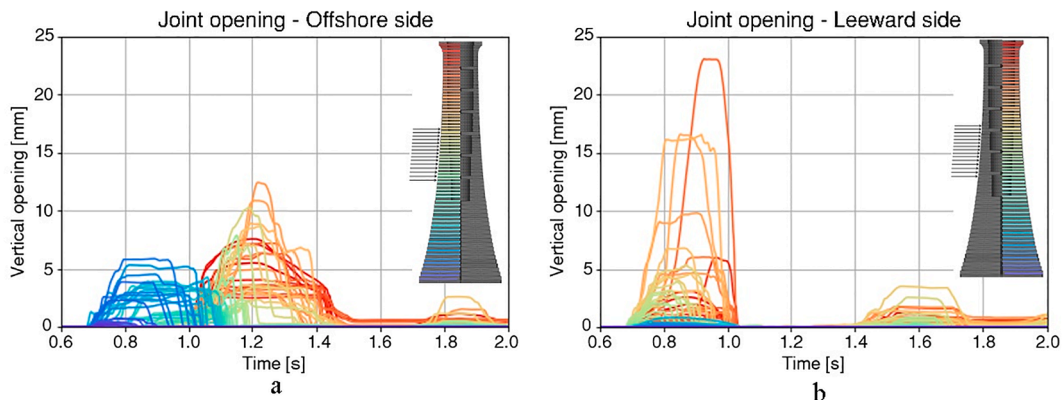 Joint opening - Offshore side
25
20
15
10
5
0
Vertical opening [mm]
0.6 0.8 1.0 1.2 1.4 1.6 1.8 2.0
Time [s]
a
Joint opening - Leeward side
25
20
15
10
5
0
Vertical opening [mm]
0.6 0.8 1.0 1.2 1.4 1.6 1.8 2.0
Time [s]
b